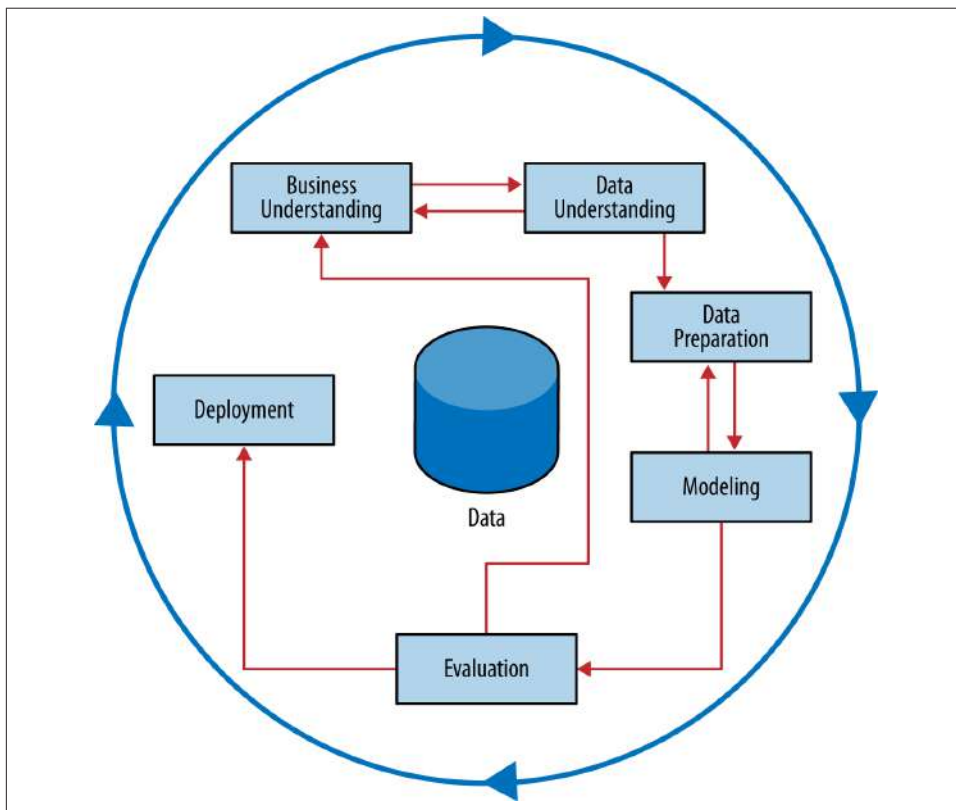 Business
Understanding
Data
Understanding
Data
Preparation
Deployment
Modeling
Data
Evaluation